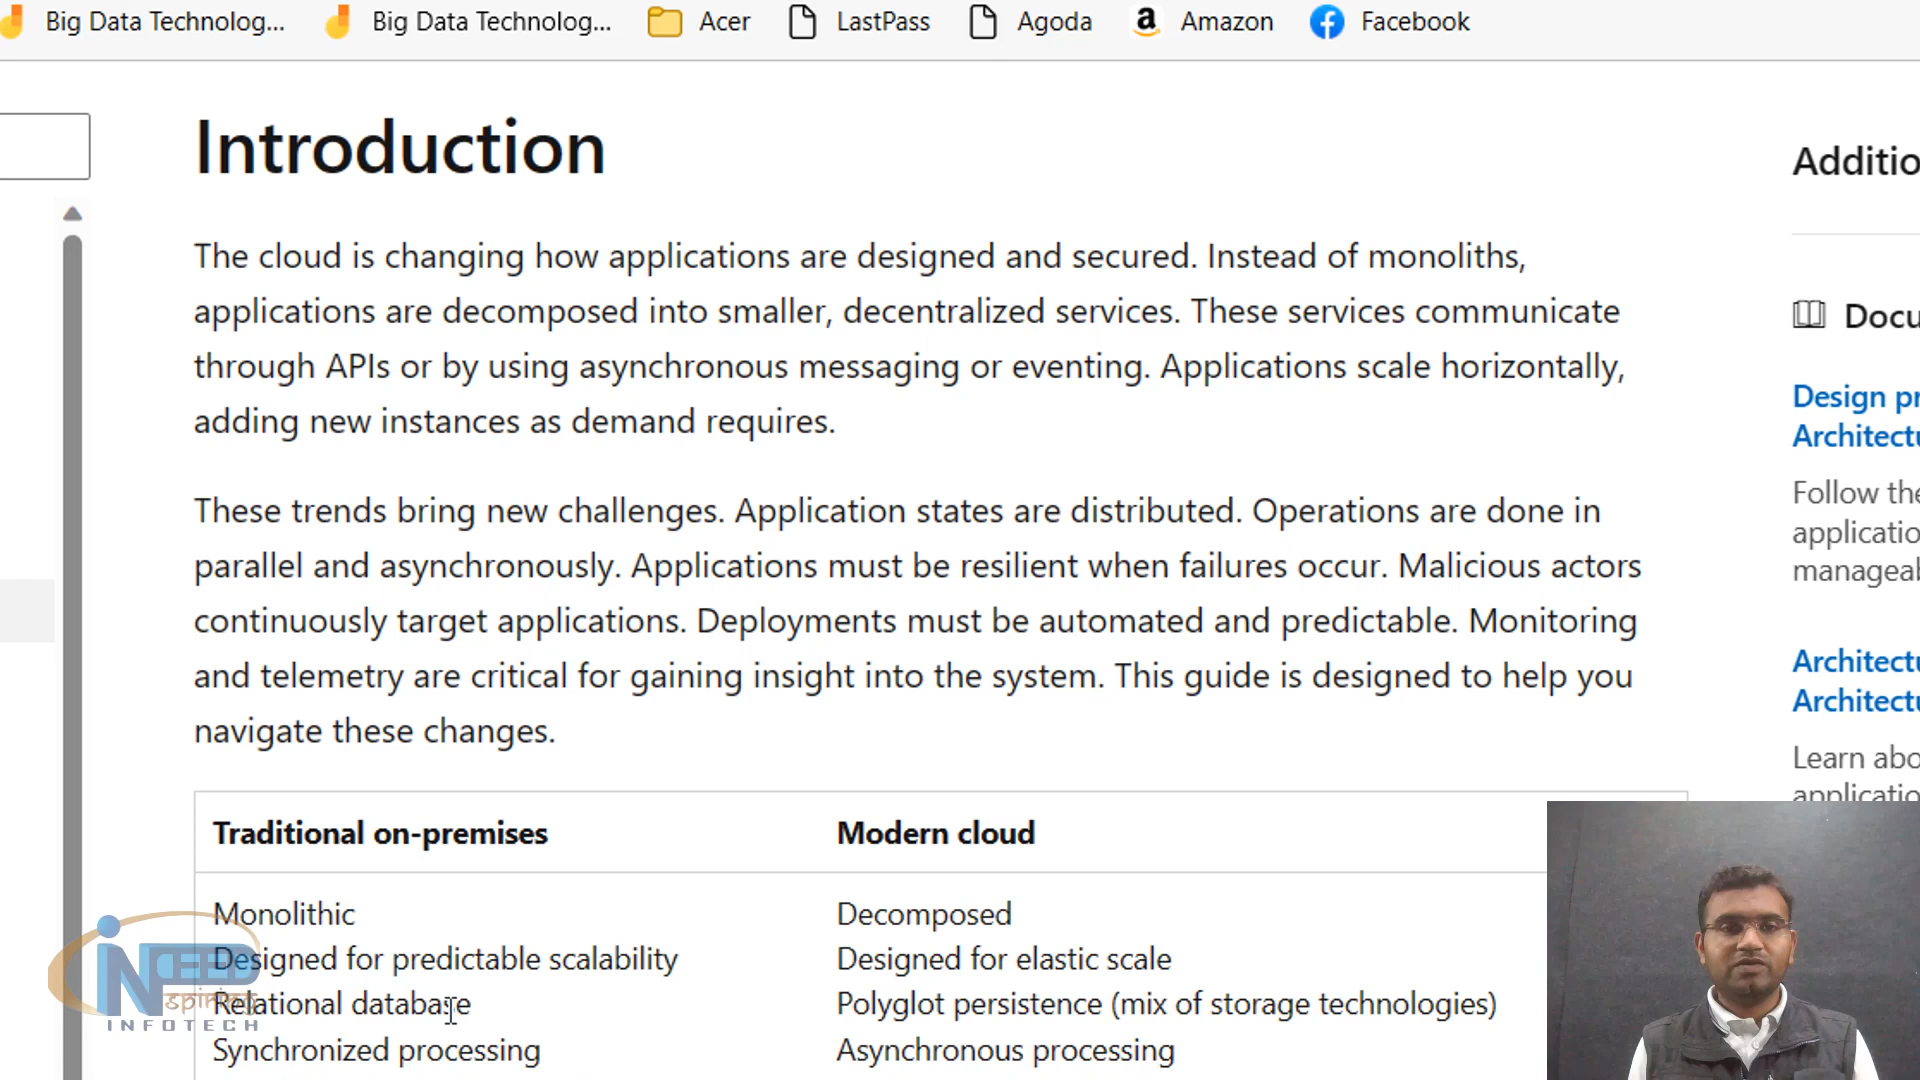 Big Data Technolog...
Big Data Technolog...
Acer
LastPass
Agoda
Amazon
Facebook
Introduction
The cloud is changing how applications are designed and secured. Instead of monoliths,
applications are decomposed into smaller, decentralized services. These services communicate
through APIs or by using asynchronous messaging or eventing. Applications scale horizontally,
adding new instances as demand requires.
These trends bring new challenges. Application states are distributed. Operations are done in
parallel and asynchronously. Applications must be resilient when failures occur. Malicious actors
continuously target applications. Deployments must be automated and predictable. Monitoring
and telemetry are critical for gaining insight into the system. This guide is designed to help you
navigate these changes.
Traditional on-premises
Modern cloud
Monolithic
Decomposed
Designed for predictable scalability
Designed for elastic scale
Relational database
Polyglot persistence (mix of storage technologies)
Synchronized processing
Asynchronous processing
Additio
Docu
Design pr
Architectu
Follow the
applicatio
manageab
Architectu
Architectu
Learn abo
applicatio
iNEED
spiring
INFOTECH